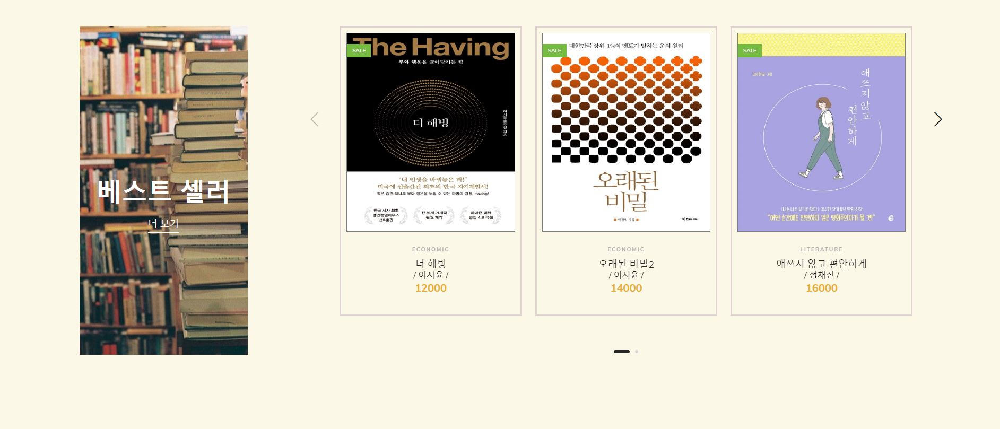 베스트 셀러
더 보기
SALE
The Having
부와 행운을 끌어당기는 힘
더 해빙
이서윤 홍주연 지음
“내 인생을 바꿔놓은 책!”
미국에 선출간된 최초의 한국 자기계발서!
작은 습관 하나로 부와 행운을 누릴 수 있는 마법의 감정, Having!
한국 저자 최초
펭귄랜덤하우스
선출간
전 세계 21개국
판권 계약
아마존 리뷰
평점 4.8 극찬
ECONOMIC
더 해빙
/ 이서윤 /
12000
SALE
대한민국 상위 1%의 멘토가 말하는 운의 원리
오래된
비밀
이정일 지음
이다미디어
ECONOMIC
오래된 비밀2
/ 이서윤 /
14000
SALE
김수현 글·그림
애쓰지 않고
편안하게
<나는 나로 살기로 했다> 김수현 작가 4년 만의 신작
“어떤 순간에도 만만하지 않은 평화주의자가 될 것!”
LITERATURE
애쓰지 않고 편안하게
/ 정채진 /
16000